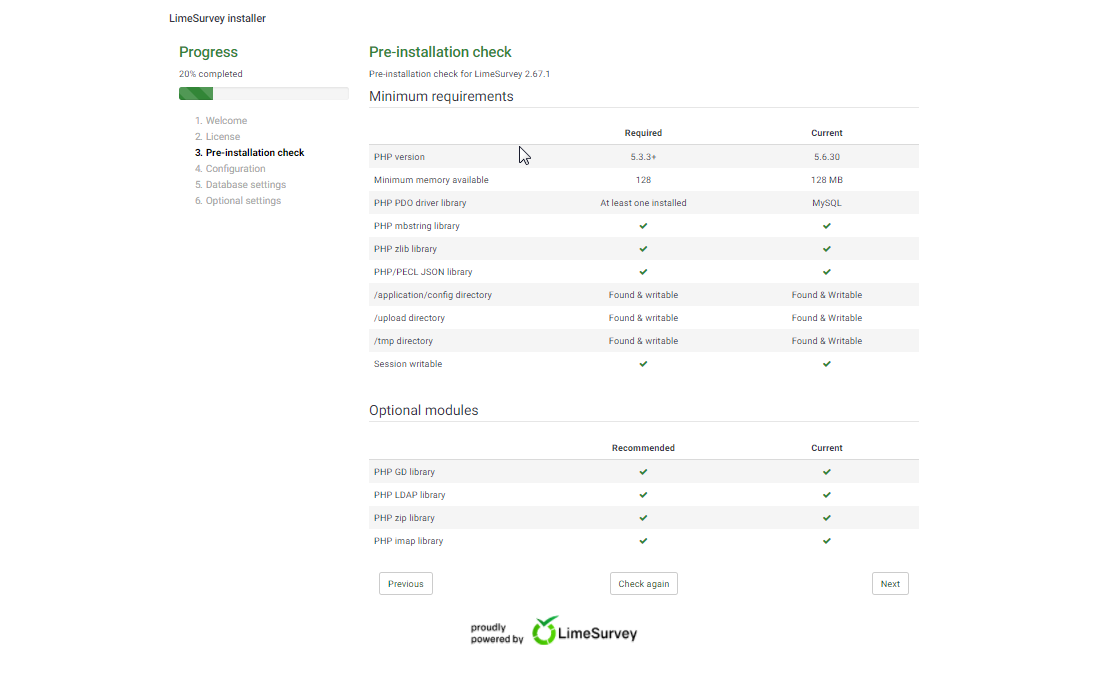 LimeSurvey installer
Progress
20% completed
1. Welcome
2. License
3. Pre-installation check
4. Configuration
5. Database settings
6. Optional settings
Pre-installation check
Pre-installation check for LimeSurvey 2.67.1
Minimum requirements
Required Current
PHP version 5.3.3+ 5.6.30
Minimum memory available 128 128 MB
PHP PDO driver library At least one installed MySQL
PHP mbstring library
PHP zlib library
PHP/PECL JSON library
/application/config directory Found & writable Found & Writable
/upload directory Found & writable Found & Writable
/tmp directory Found & writable Found & Writable
Session writable
Optional modules
Recommended Current
PHP GD library
PHP LDAP library
PHP zip library
PHP imap library
Previous Check again Next
proudly
powered by LimeSurvey